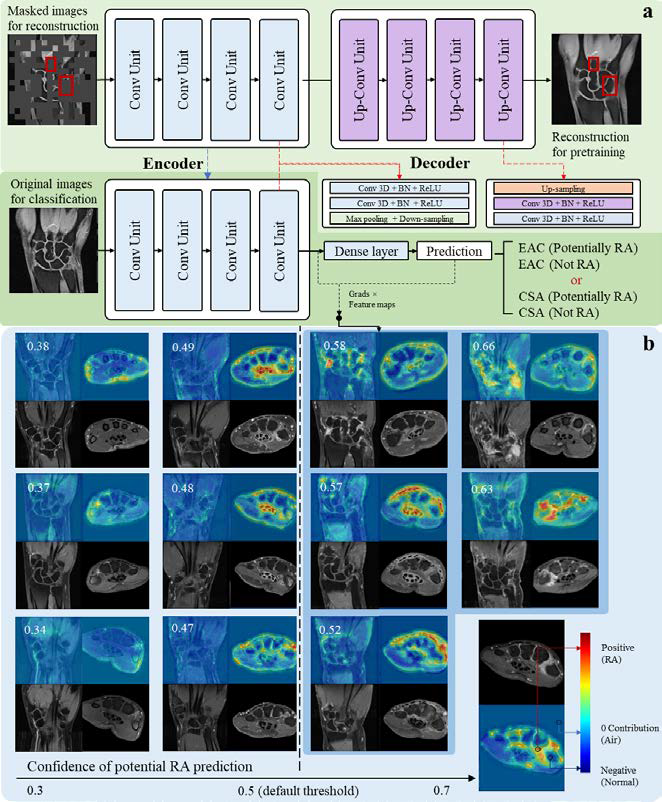 Masked images
for reconstruction
a
Conv Unit
Conv Unit
Conv Unit
Conv Unit
Up-Conv Unit
Up-Conv Unit
Up-Conv Unit
Up-Conv Unit
Reconstruction
for pretraining
Encoder
Decoder
Original images
for classification
Conv 3D + BN + ReLU
Conv 3D + BN + ReLU
Max pooling + Down-sampling
Up-sampling
Conv 3D + BN + ReLU
Conv 3D + BN + ReLU
Conv Unit
Conv Unit
Conv Unit
Conv Unit
Dense layer
Prediction
EAC (Potentially RA)
EAC (Not RA)
or
CSA (Potentially RA)
CSA (Not RA)
Grads ×
Feature maps
b
0.38
0.49
0.58
0.66
0.37
0.48
0.57
0.63
0.34
0.47
0.52
Positive
(RA)
0 Contribution
(Air)
Negative
(Normal)
Confidence of potential RA prediction
0.3
0.5 (default threshold)
0.7